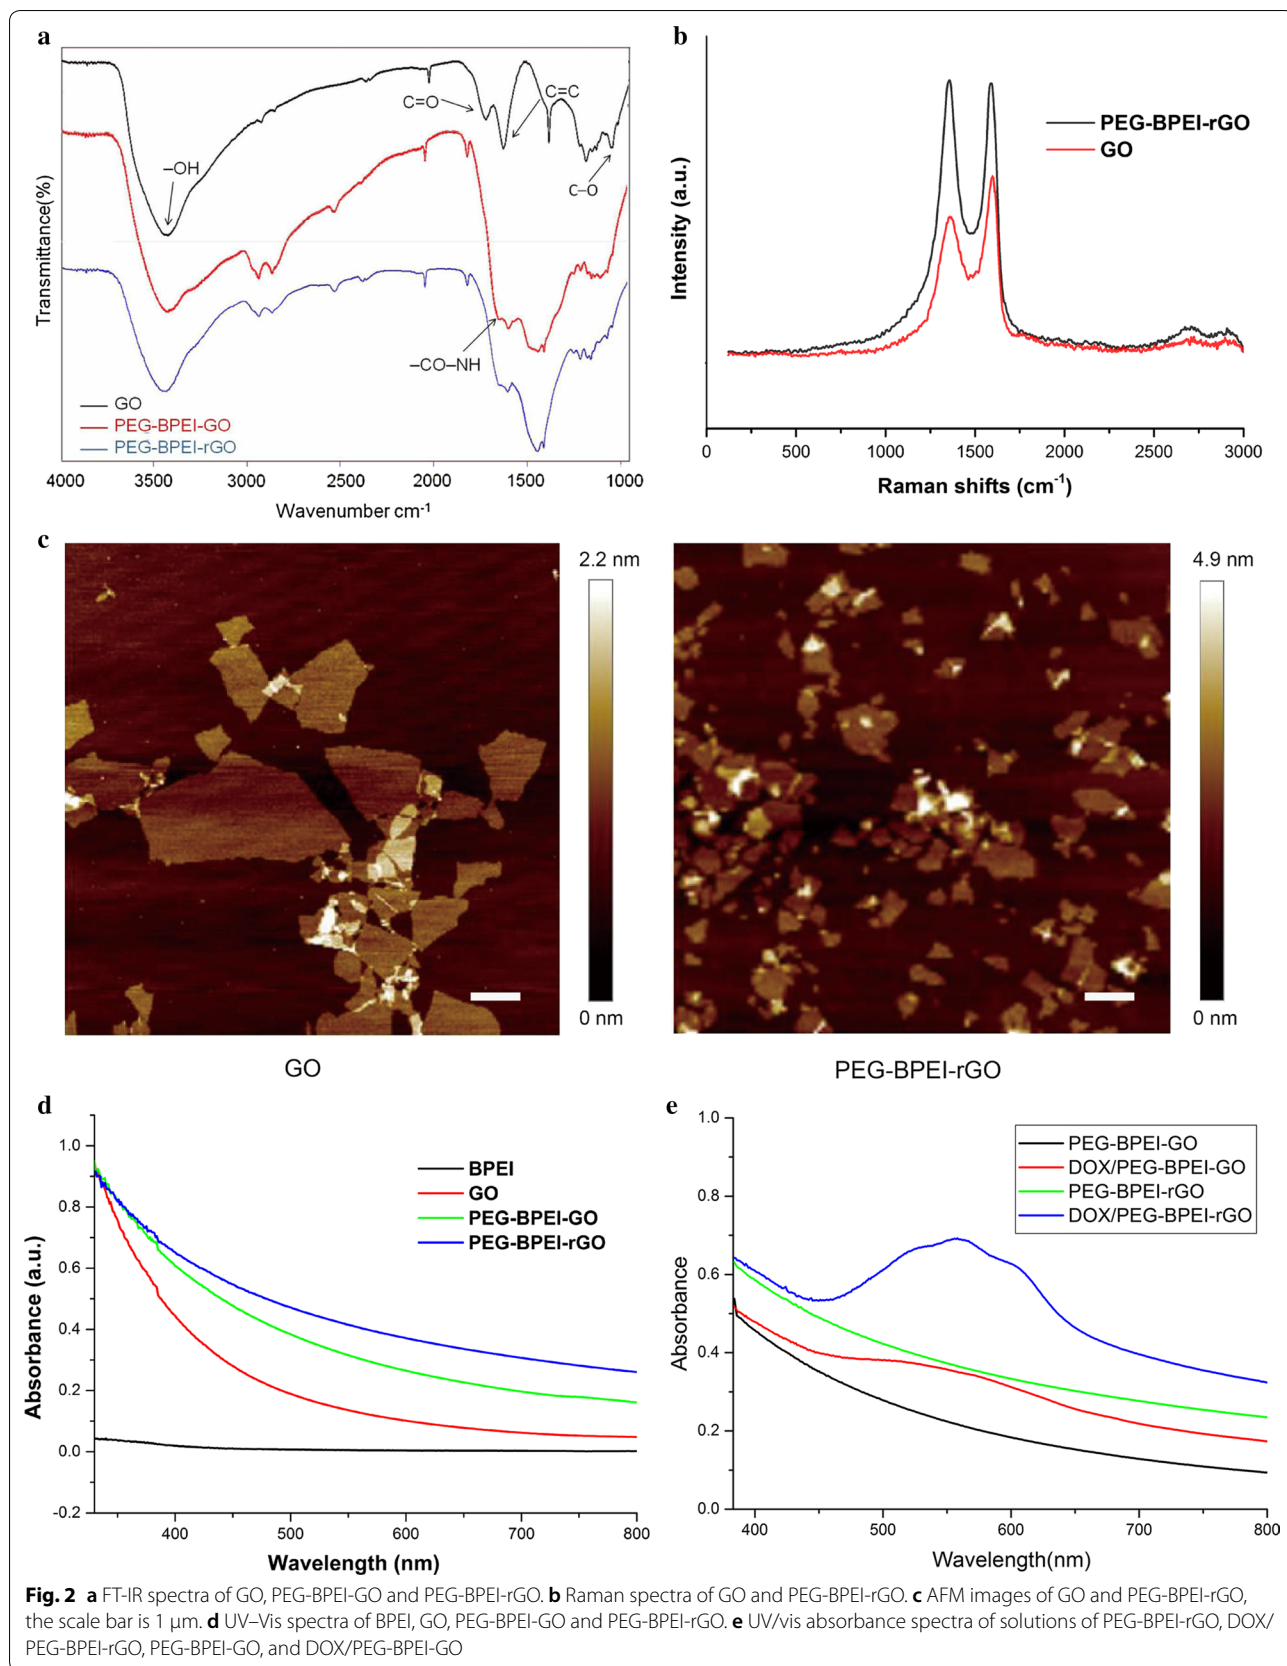 a
C=O
C=C
–OH
C–O
–CO–NH
GO
PEG-BPEI-GO
PEG-BPEI-rGO
Transmittance(%)
4000 3500 3000 2500 2000 1500 1000
Wavenumber cm-1
b
PEG-BPEI-rGO
GO
Intensity (a.u.)
0 500 1000 1500 2000 2500 3000
Raman shifts (cm-1)
c
2.2 nm
0 nm
GO
4.9 nm
0 nm
PEG-BPEI-rGO
d
1.0
0.8
0.6
0.4
0.2
0.0
-0.2
BPEI
GO
PEG-BPEI-GO
PEG-BPEI-rGO
Absorbance (a.u.)
400 500 600 700 800
Wavelength (nm)
e
1.0
0.8
0.6
0.4
0.2
0.0
PEG-BPEI-GO
DOX/PEG-BPEI-GO
PEG-BPEI-rGO
DOX/PEG-BPEI-rGO
Absorbance
400 500 600 700 800
Wavelength(nm)
Fig. 2 a FT-IR spectra of GO, PEG-BPEI-GO and PEG-BPEI-rGO. b Raman spectra of GO and PEG-BPEI-rGO. c AFM images of GO and PEG-BPEI-rGO,
the scale bar is 1 μm. d UV–Vis spectra of BPEI, GO, PEG-BPEI-GO and PEG-BPEI-rGO. e UV/vis absorbance spectra of solutions of PEG-BPEI-rGO, DOX/
PEG-BPEI-rGO, PEG-BPEI-GO, and DOX/PEG-BPEI-GO